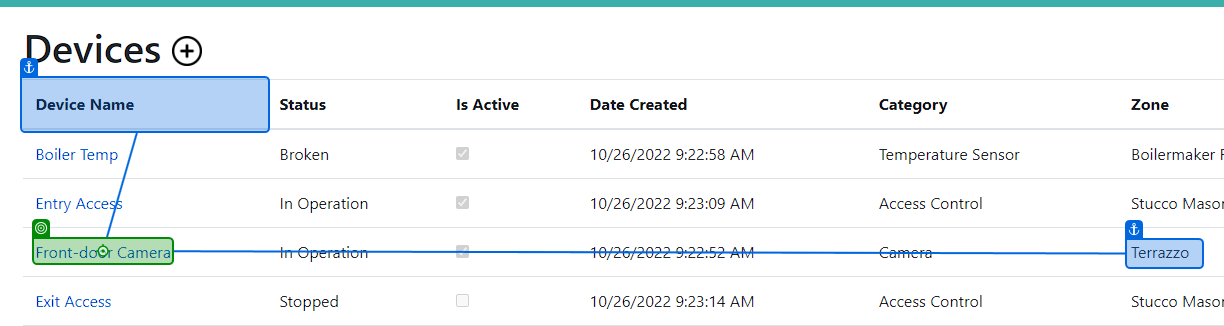 Devices
Device Name Status Is Active Date Created Category Zone
Boiler Temp Broken 10/26/2022 9:22:58 AM Temperature Sensor Boilermaker
Entry Access In Operation 10/26/2022 9:23:09 AM Access Control Stucco Mason
Front-door Camera In Operation 10/26/2022 9:22:52 AM Camera Terrazzo
Exit Access Stopped 10/26/2022 9:23:14 AM Access Control Stucco Mason